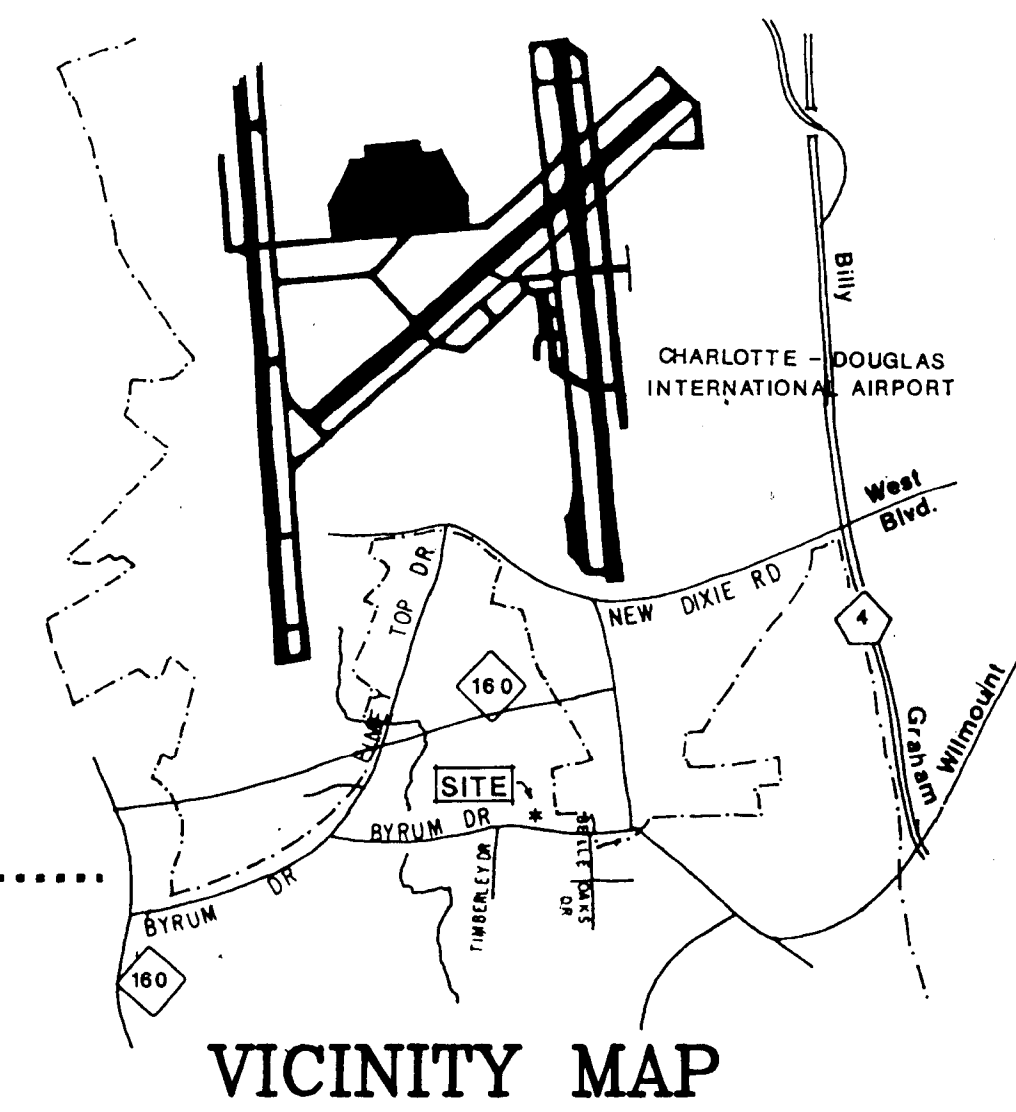 Billy
CHARLOTTE - DOUGLAS
INTERNATIONAL AIRPORT
West
Blvd.
TOP DR
NEW DIXIE RD
4
160
Wilmount
Graham
SITE
*
BYRUM DR
BELLE OAKS
DR
TIMBERLEY DR
BYRUM DR
160
VICINITY MAP